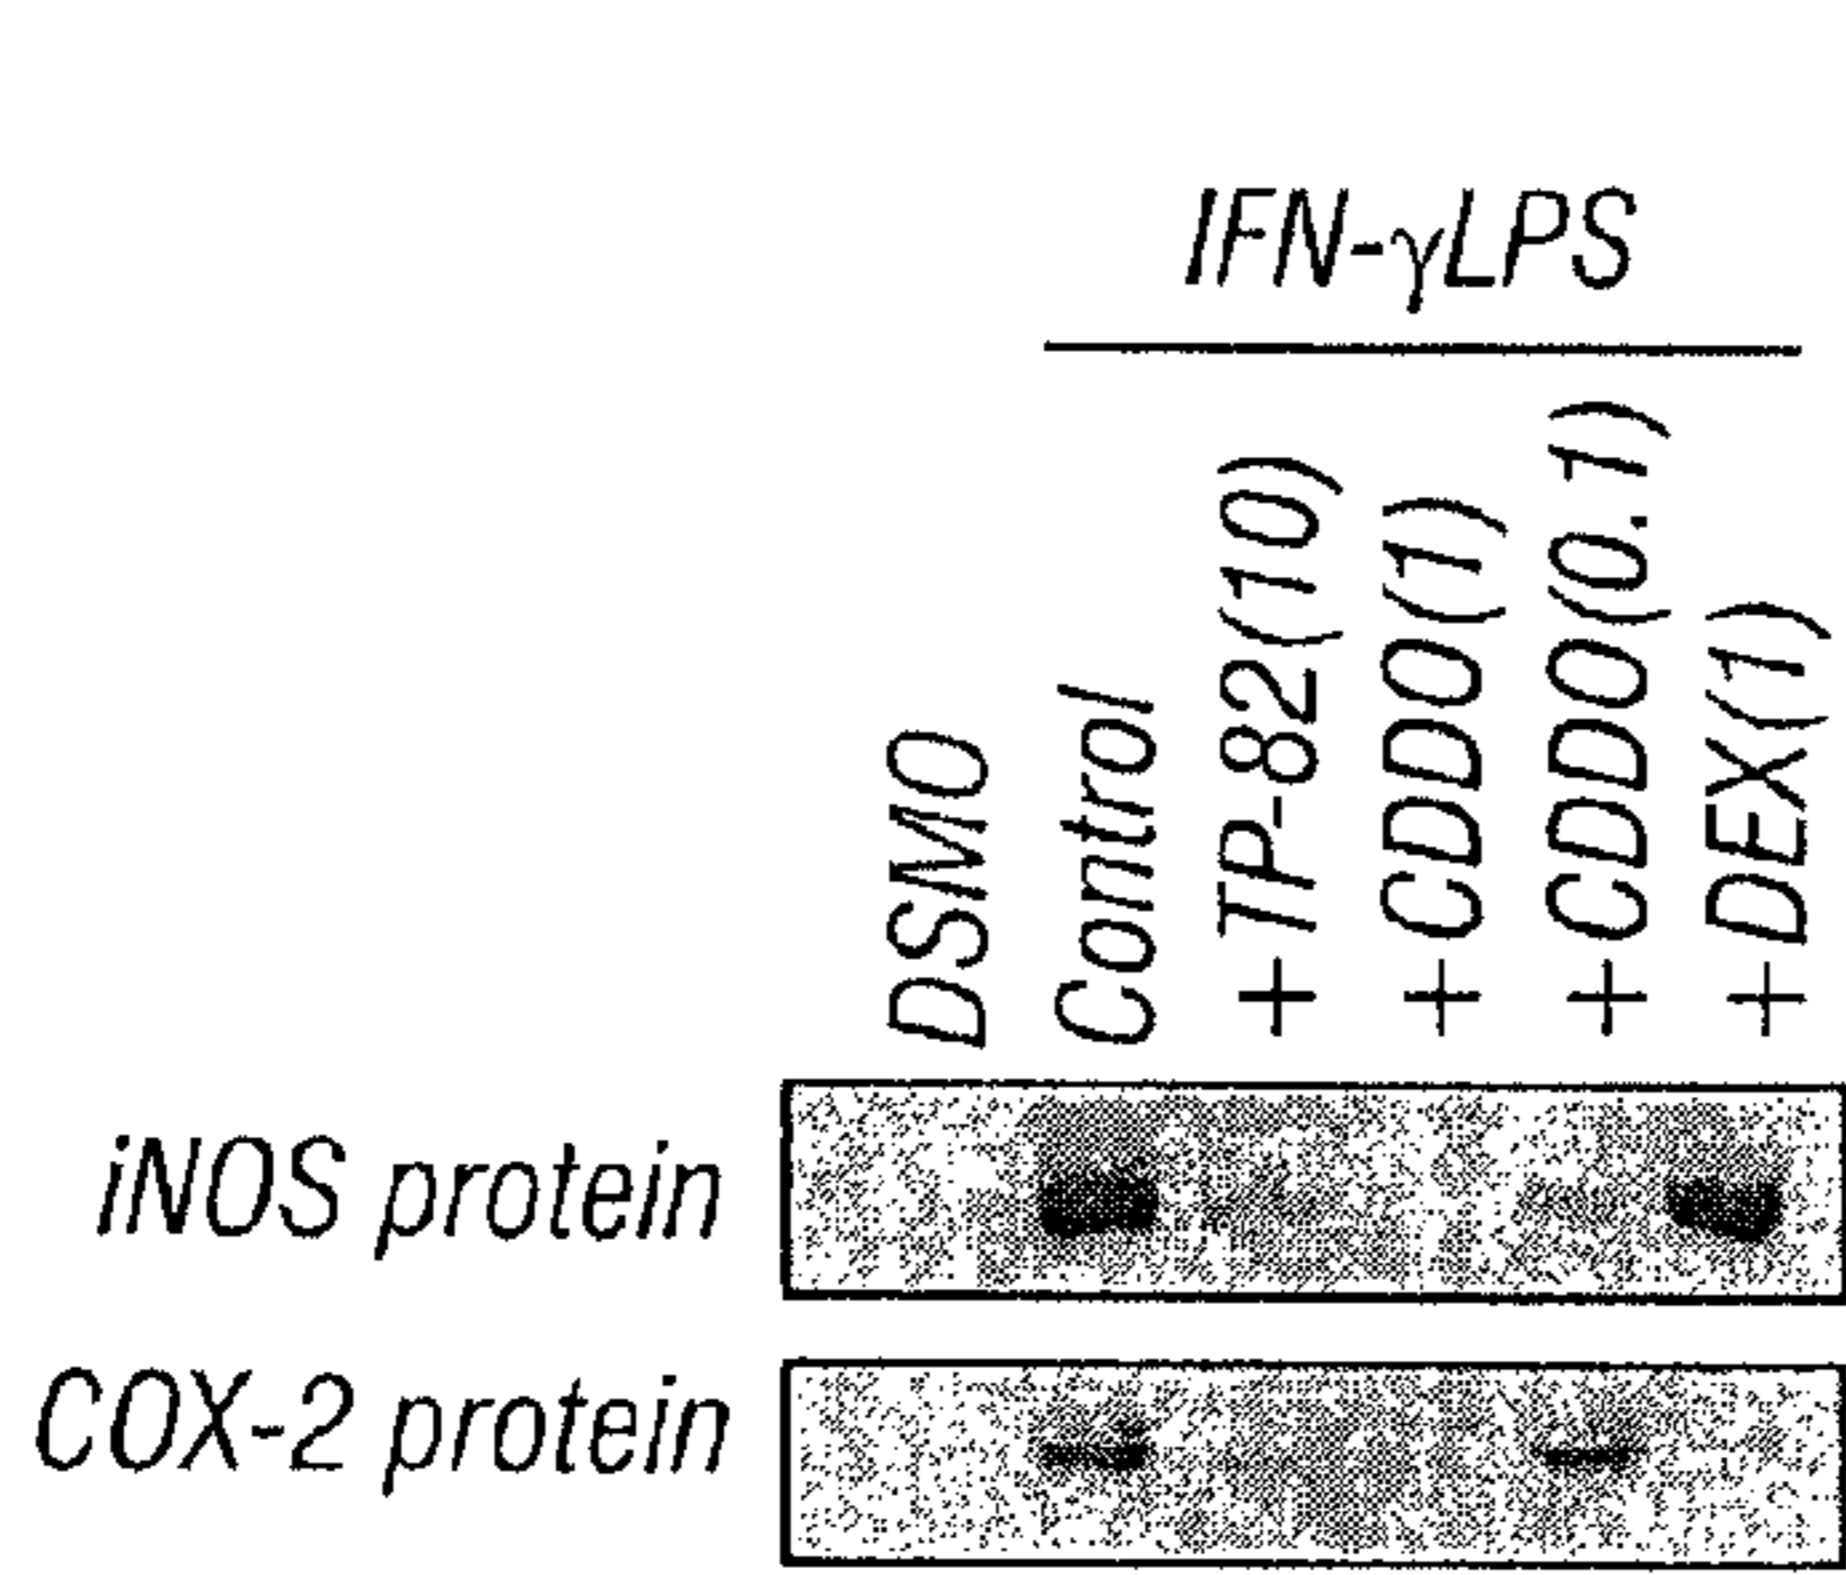 IFN-γLPS
DSMO
Control
+TP-82(10)
+CDDO(1)
+CDDO(0.1)
+DEX(1)
iNOS protein
COX-2 protein